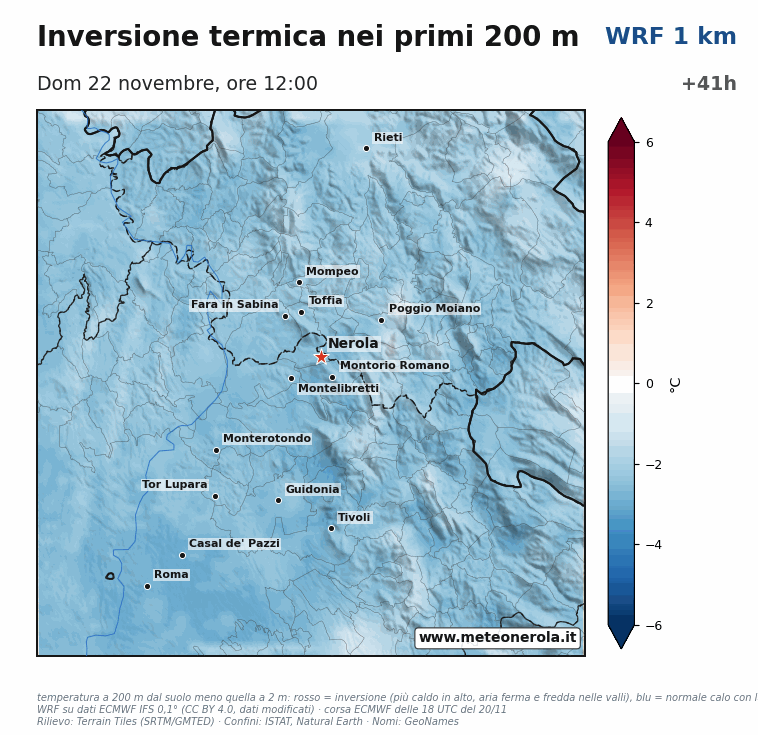 Inversione termica nei primi 200 m
WRF 1 km
Dom 22 novembre, ore 12:00
+41h
Rieti
Mompeo
Toffia
Fara in Sabina
Poggio Moiano
Nerola
Montorio Romano
Montelibretti
Monterotondo
Tor Lupara
Guidonia
Tivoli
Casal de' Pazzi
Roma
www.meteonerola.it
6
4
2
0
−2
−4
−6
°C
temperatura a 200 m dal suolo meno quella a 2 m: rosso = inversione (più caldo in alto, aria ferma e fredda nelle valli), blu = normale calo con
WRF su dati ECMWF IFS 0,1° (CC BY 4.0, dati modificati) · corsa ECMWF delle 18 UTC del 20/11
Rilievo: Terrain Tiles (SRTM/GMTED) · Confini: ISTAT, Natural Earth · Nomi: GeoNames